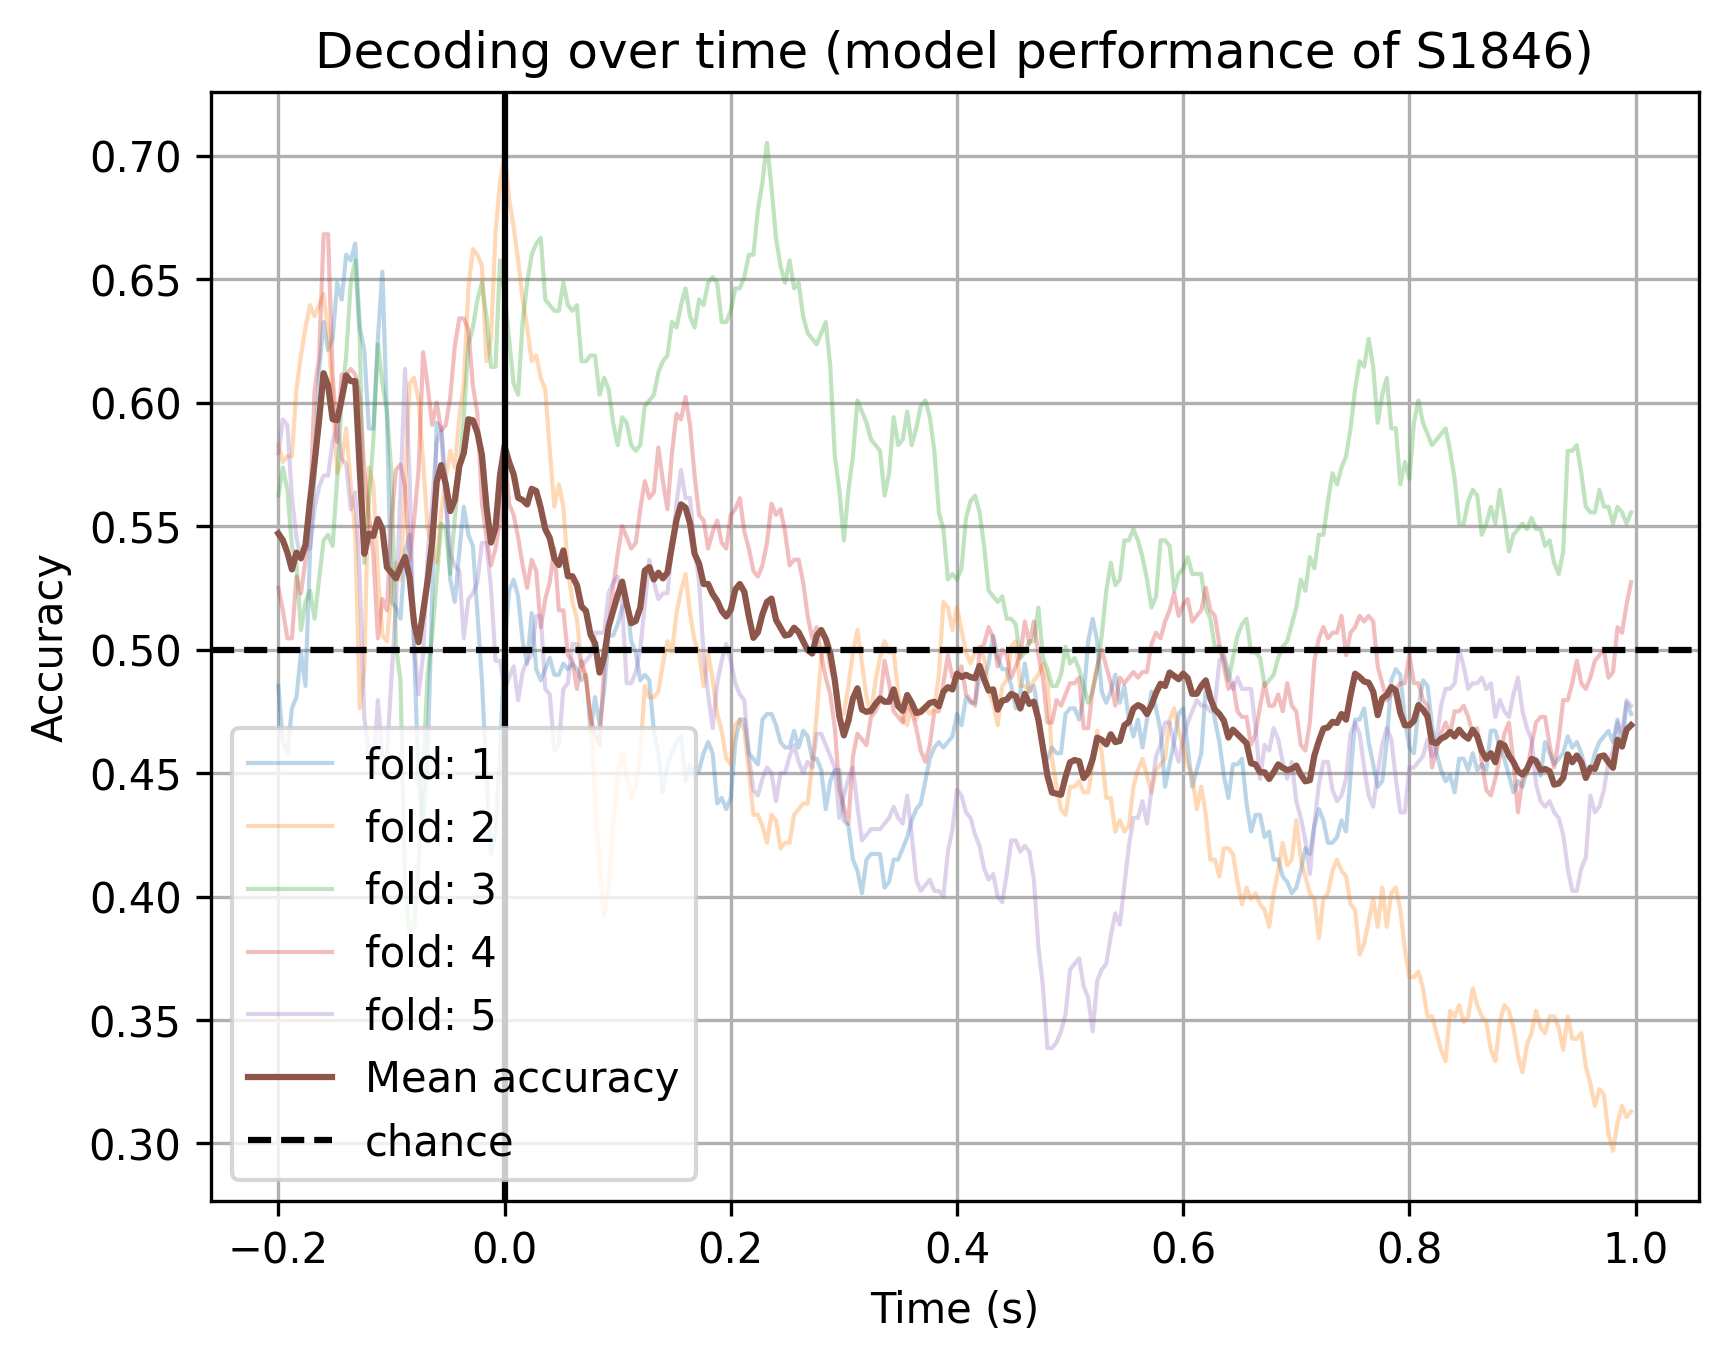 Decoding over time (model performance of S1846)
Accuracy
0.70
0.65
0.60
0.55
0.50
0.45
0.40
0.35
0.30
fold: 1
fold: 2
fold: 3
fold: 4
fold: 5
Mean accuracy
chance
−0.2 0.0 0.2 0.4 0.6 0.8 1.0
Time (s)